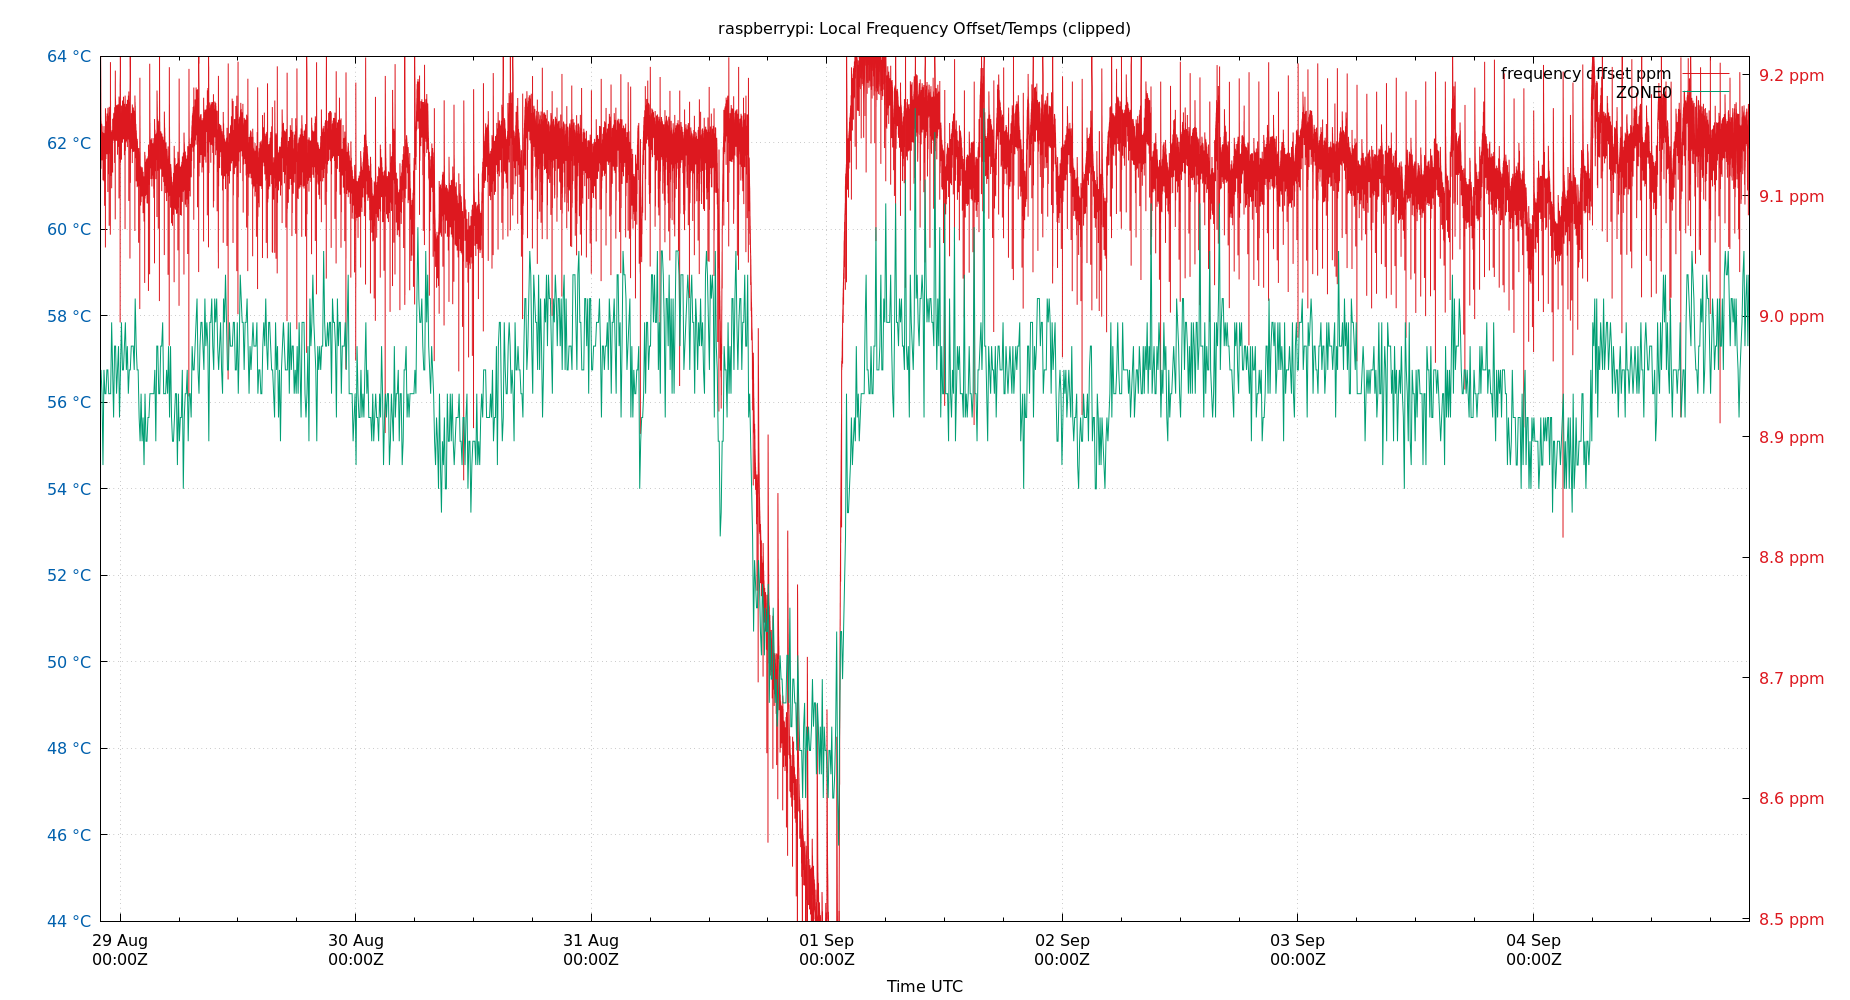 raspberrypi: Local Frequency Offset/Temps (clipped)
64 °C
62 °C
60 °C
58 °C
56 °C
54 °C
52 °C
50 °C
48 °C
46 °C
44 °C
frequency offset ppm
ZONE0
9.2 ppm
9.1 ppm
9.0 ppm
8.9 ppm
8.8 ppm
8.7 ppm
8.6 ppm
8.5 ppm
29 Aug
00:00Z
30 Aug
00:00Z
31 Aug
00:00Z
01 Sep
00:00Z
02 Sep
00:00Z
03 Sep
00:00Z
04 Sep
00:00Z
Time UTC